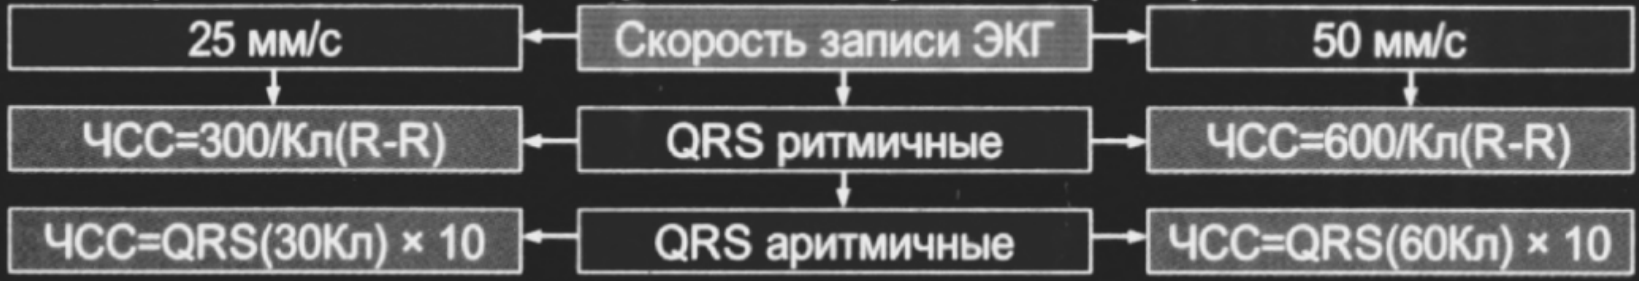 25 мм/с
Скорость записи ЭКГ
50 мм/с
ЧСС=300/Кл(R-R)
QRS ритмичные
ЧСС=600/Кл(R-R)
ЧСС=QRS(30Кл) × 10
QRS аритмичные
ЧСС=QRS(60Кл) × 10